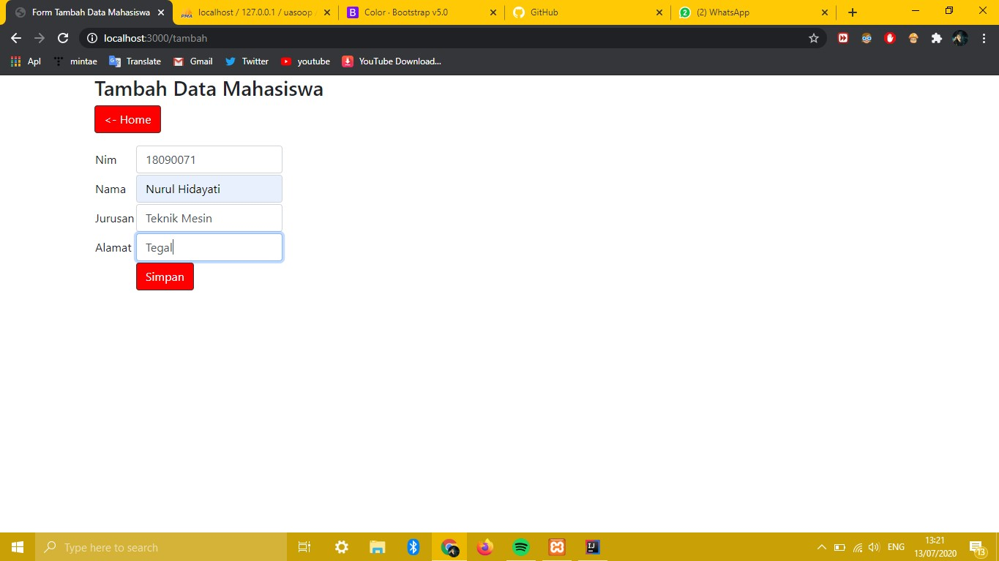 Form Tambah Data Mahasiswa
localhost / 127.0.0.1 / uasoop
Color · Bootstrap v5.0
GitHub
2
(2) WhatsApp
localhost:3000/tambah
Apl
mintae
Translate
Gmail
Twitter
youtube
YouTube Download...
Tambah Data Mahasiswa
<- Home
Nim 18090071
Nama Nurul Hidayati
Jurusan Teknik Mesin
Alamat Tegal
Simpan
Type here to search
ENG
13:21
13/07/2020
13